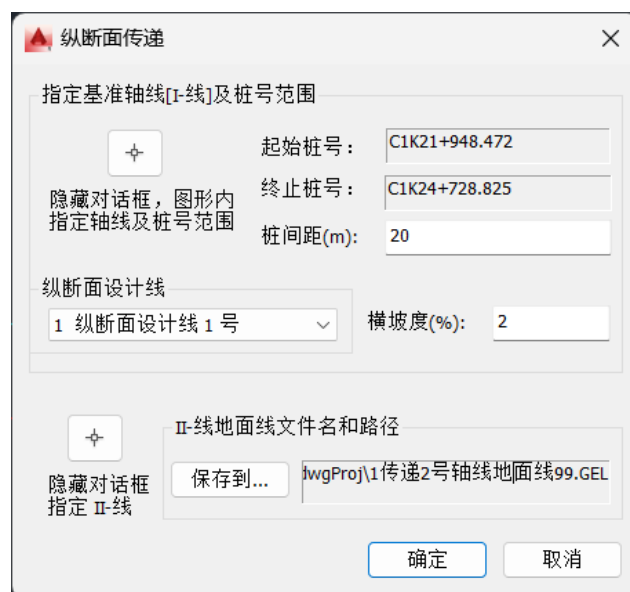 纵断面传递
指定基准轴线[I-线]及桩号范围
隐藏对话框，图形内
指定轴线及桩号范围
起始桩号：
C1K21+948.472
终止桩号：
C1K24+728.825
桩间距(m):
20
纵断面设计线
1 纵断面设计线 1 号
横坡度(%):
2
隐藏对话框
指定 II-线
II-线地面线文件名和路径
保存到...
dwgProj\1传递2号轴线地面线99.GEL
确定
取消